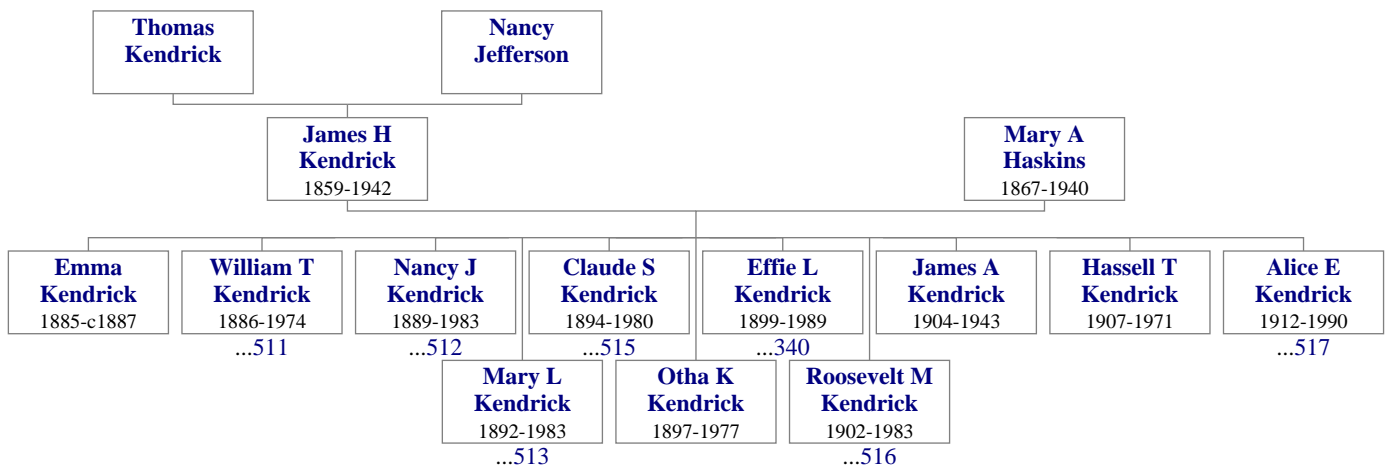 Thomas
Kendrick
Nancy
Jefferson
James H
Kendrick
1859-1942
Mary A
Haskins
1867-1940
Emma
Kendrick
1885-c1887
William T
Kendrick
1886-1974
...511
Nancy J
Kendrick
1889-1983
...512
Claude S
Kendrick
1894-1980
...515
Effie L
Kendrick
1899-1989
...340
James A
Kendrick
1904-1943
Hassell T
Kendrick
1907-1971
Alice E
Kendrick
1912-1990
...517
Mary L
Kendrick
1892-1983
...513
Otha K
Kendrick
1897-1977
Roosevelt M
Kendrick
1902-1983
...516